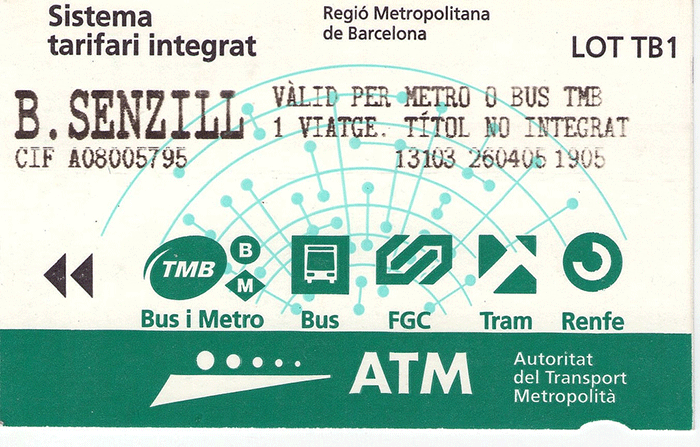 Sistema
tarifari integrat
Regió Metropolitana
de Barcelona
LOT TB1
B. SENZILL
VÀLID PER METRO O BUS TMB
1 VIATGE. TÍTOL NO INTEGRAT
CIF A08005795
13103 260405 1905
TMB B M
Bus i Metro Bus FGC Tram Renfe
ATM
Autoritat
del Transport
Metropolità